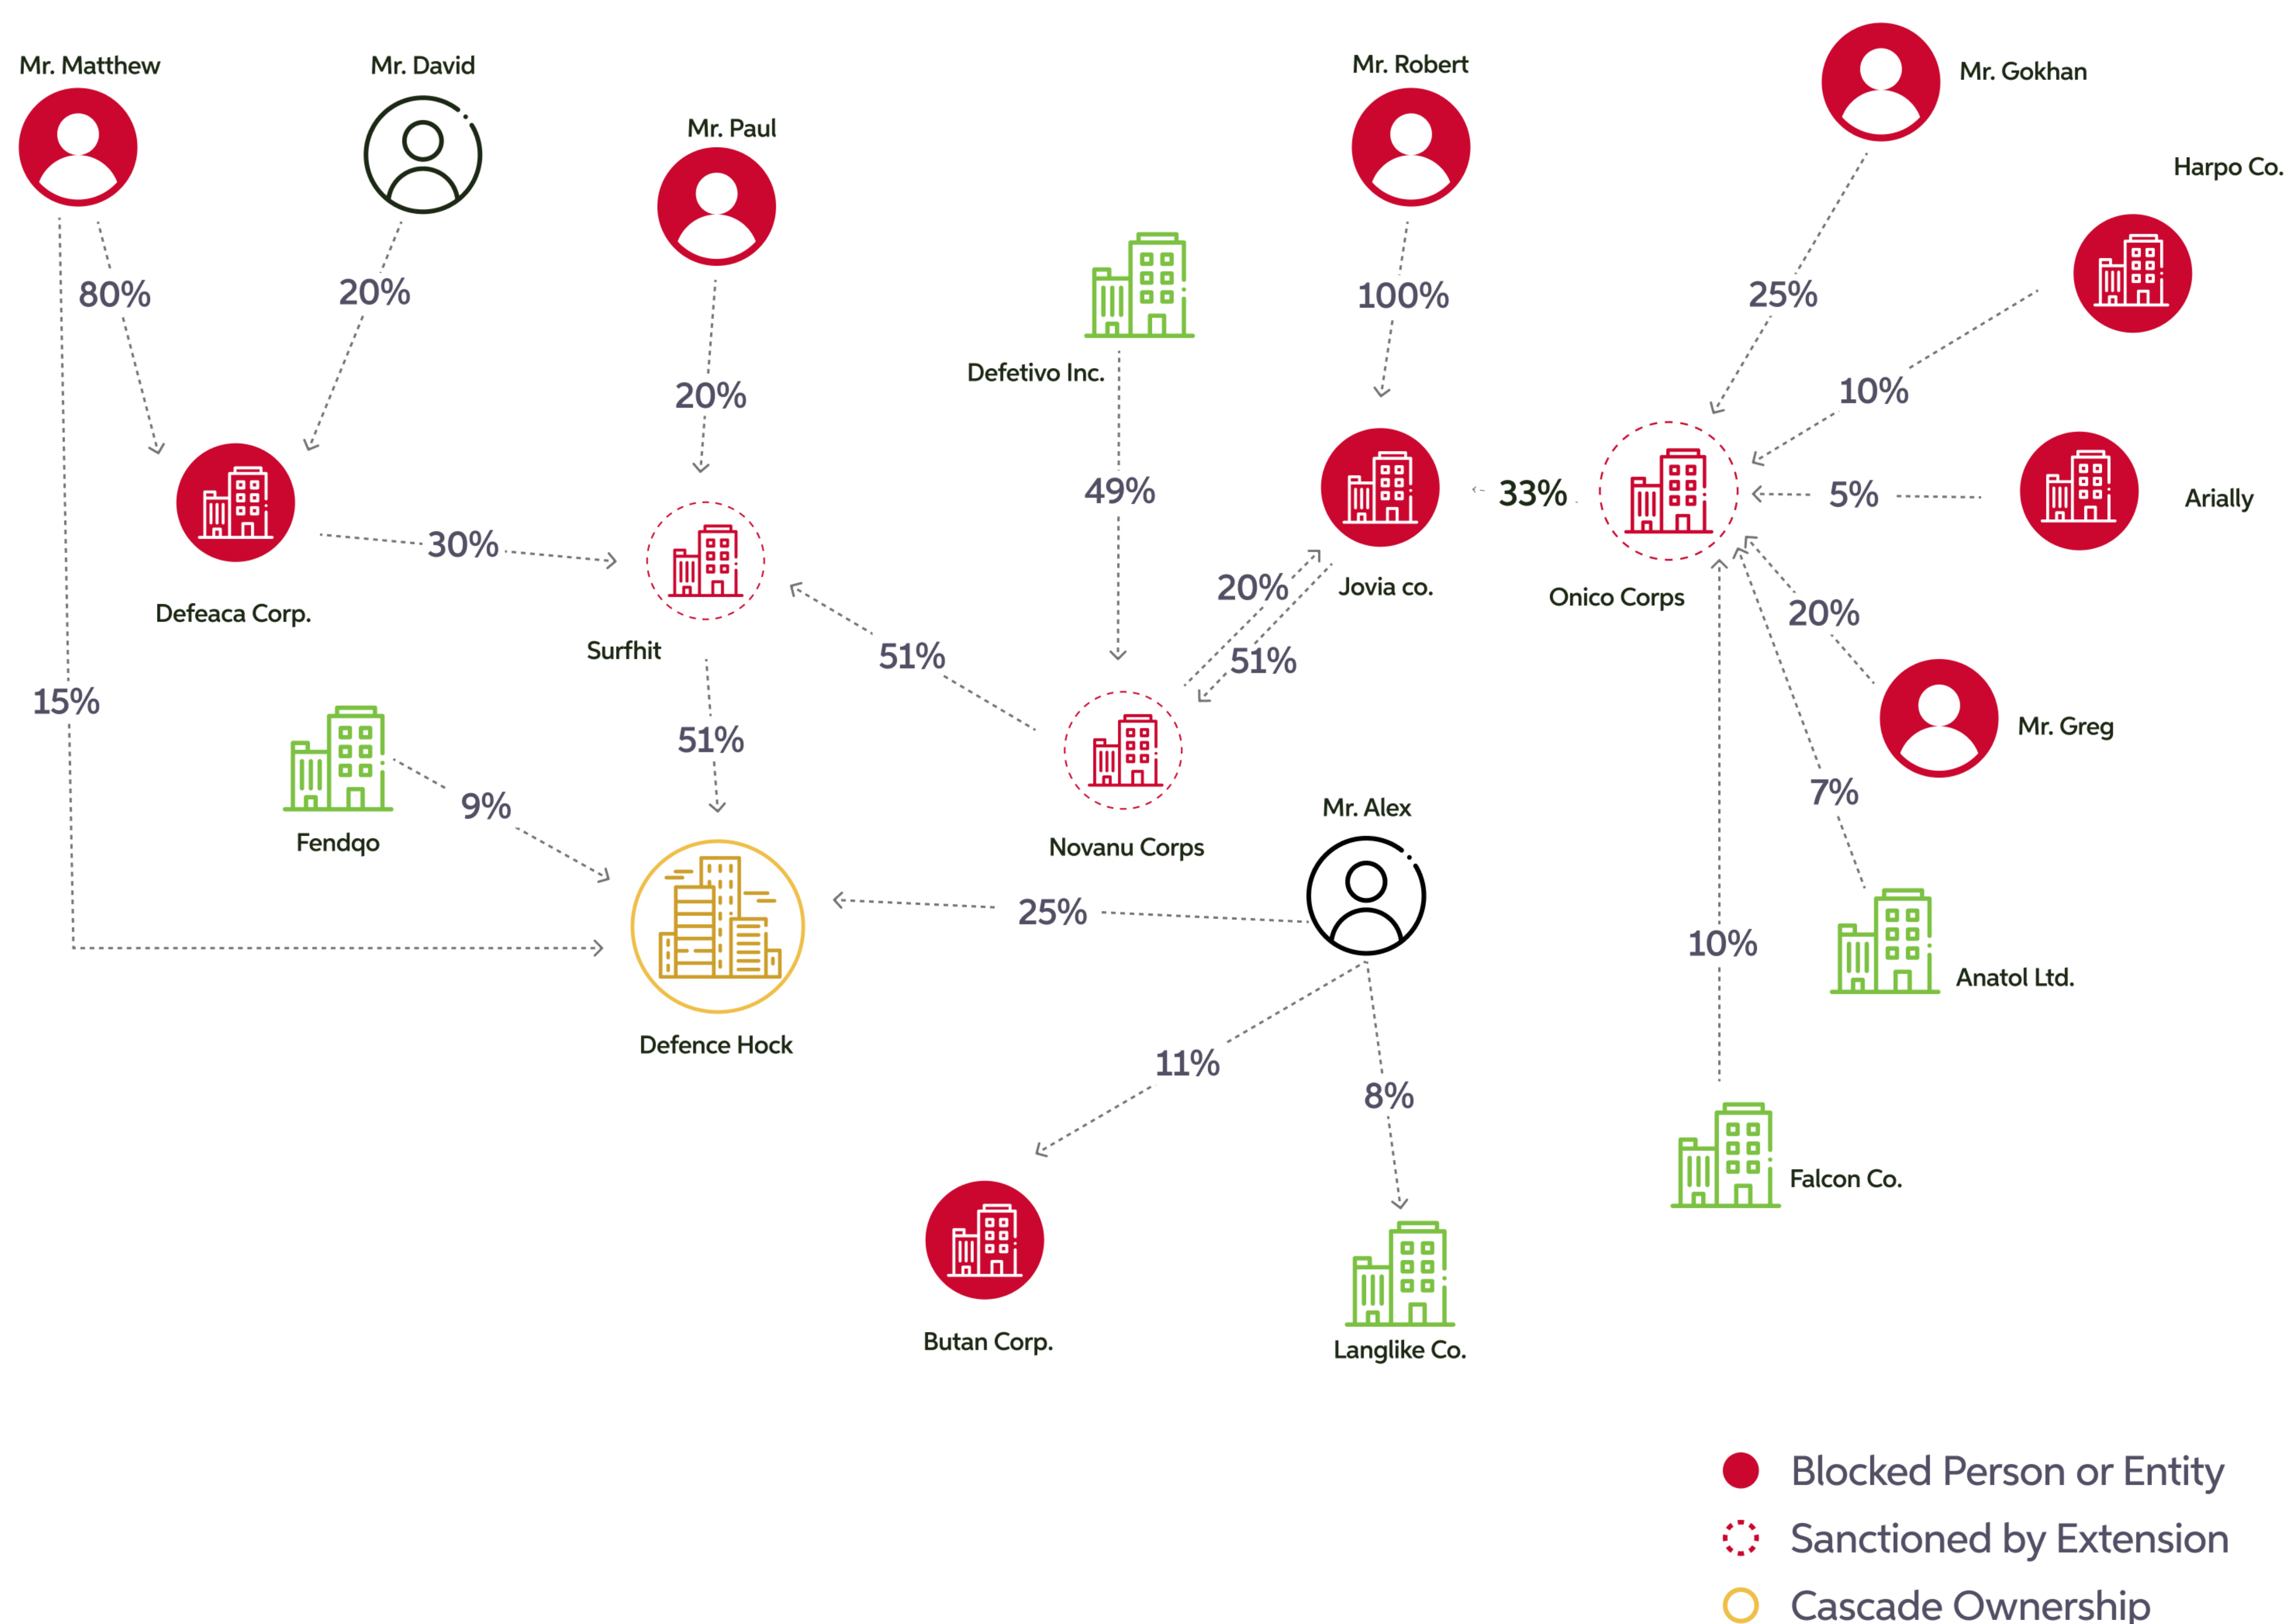 Mr. Matthew
Mr. David
Mr. Paul
Mr. Robert
Mr. Gokhan
Harpo Co.
80%
20%
20%
Defetivo Inc.
100%
25%
10%
49%
33%
5%
Arially
30%
Defeaca Corp.
Surfhit
51%
20%
51%
Jovia co.
Onico Corps
20%
15%
51%
Mr. Greg
Fendqo
9%
Novanu Corps
Mr. Alex
7%
25%
10%
Anatol Ltd.
Defence Hock
11%
8%
Falcon Co.
Butan Corp.
Langlike Co.
Blocked Person or Entity
Sanctioned by Extension
Cascade Ownership